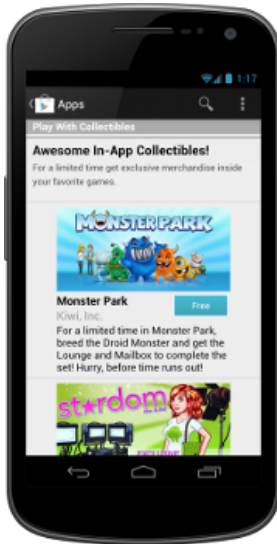 1:17
Apps
Play With Collectibles
Awesome In-App Collectibles!
For a limited time get exclusive merchandise inside
your favorite games.
MONSTER PARK
Monster Park
Free
Kiwi, Inc.
For a limited time in Monster Park,
breed the Droid Monster and get the
Lounge and Mailbox to complete the
set! Hurry, before time runs out!
stardom
EXCLUSIVE